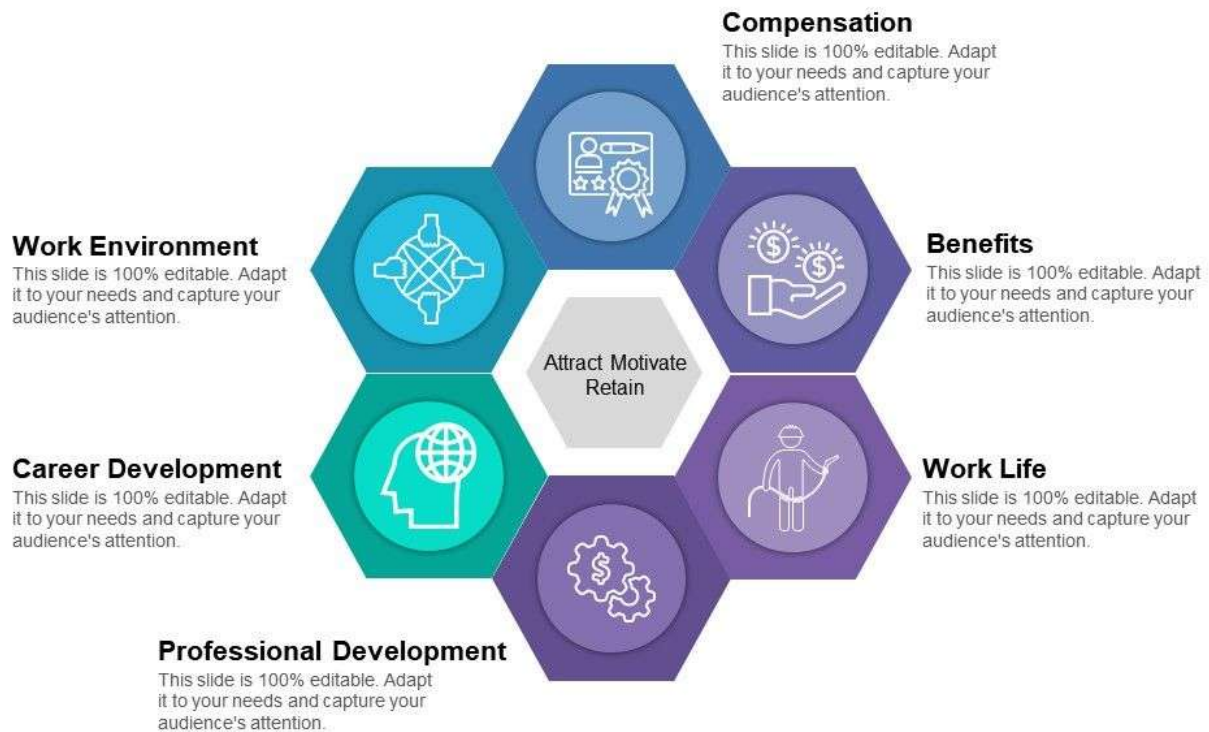 Compensation
This slide is 100% editable. Adapt
it to your needs and capture your
audience's attention.
Work Environment
This slide is 100% editable. Adapt
it to your needs and capture your
audience's attention.
Benefits
This slide is 100% editable. Adapt
it to your needs and capture your
audience's attention.
Attract Motivate
Retain
Career Development
This slide is 100% editable. Adapt
it to your needs and capture your
audience's attention.
Work Life
This slide is 100% editable. Adapt
it to your needs and capture your
audience's attention.
Professional Development
This slide is 100% editable. Adapt
it to your needs and capture your
audience's attention.